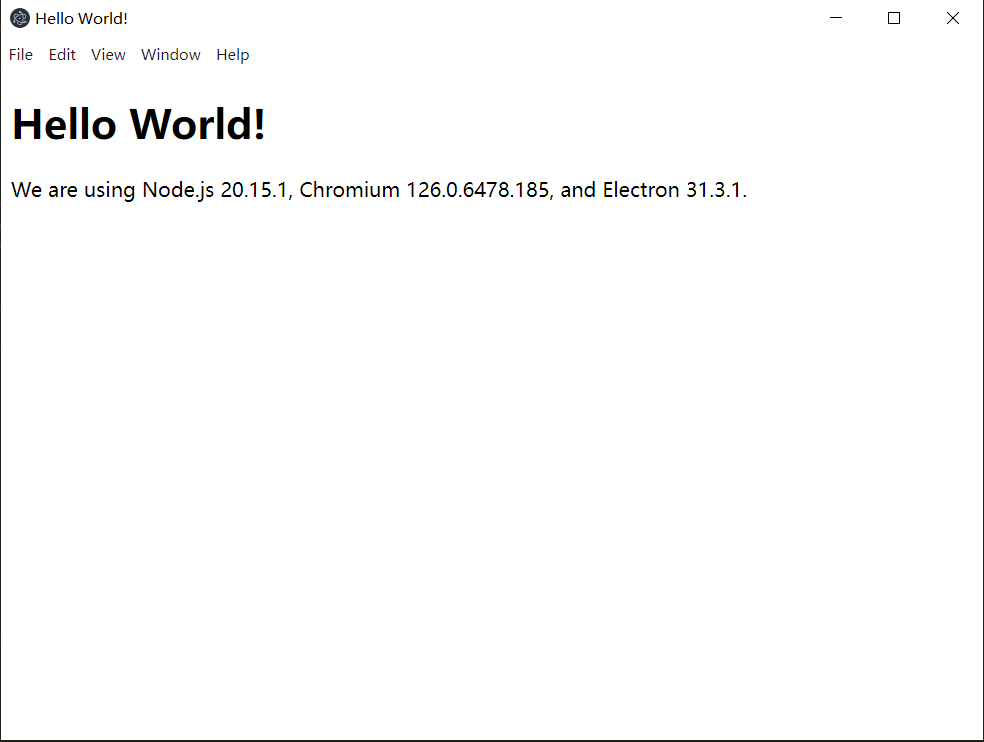 Hello World!
File Edit View Window Help
Hello World!
We are using Node.js 20.15.1, Chromium 126.0.6478.185, and Electron 31.3.1.